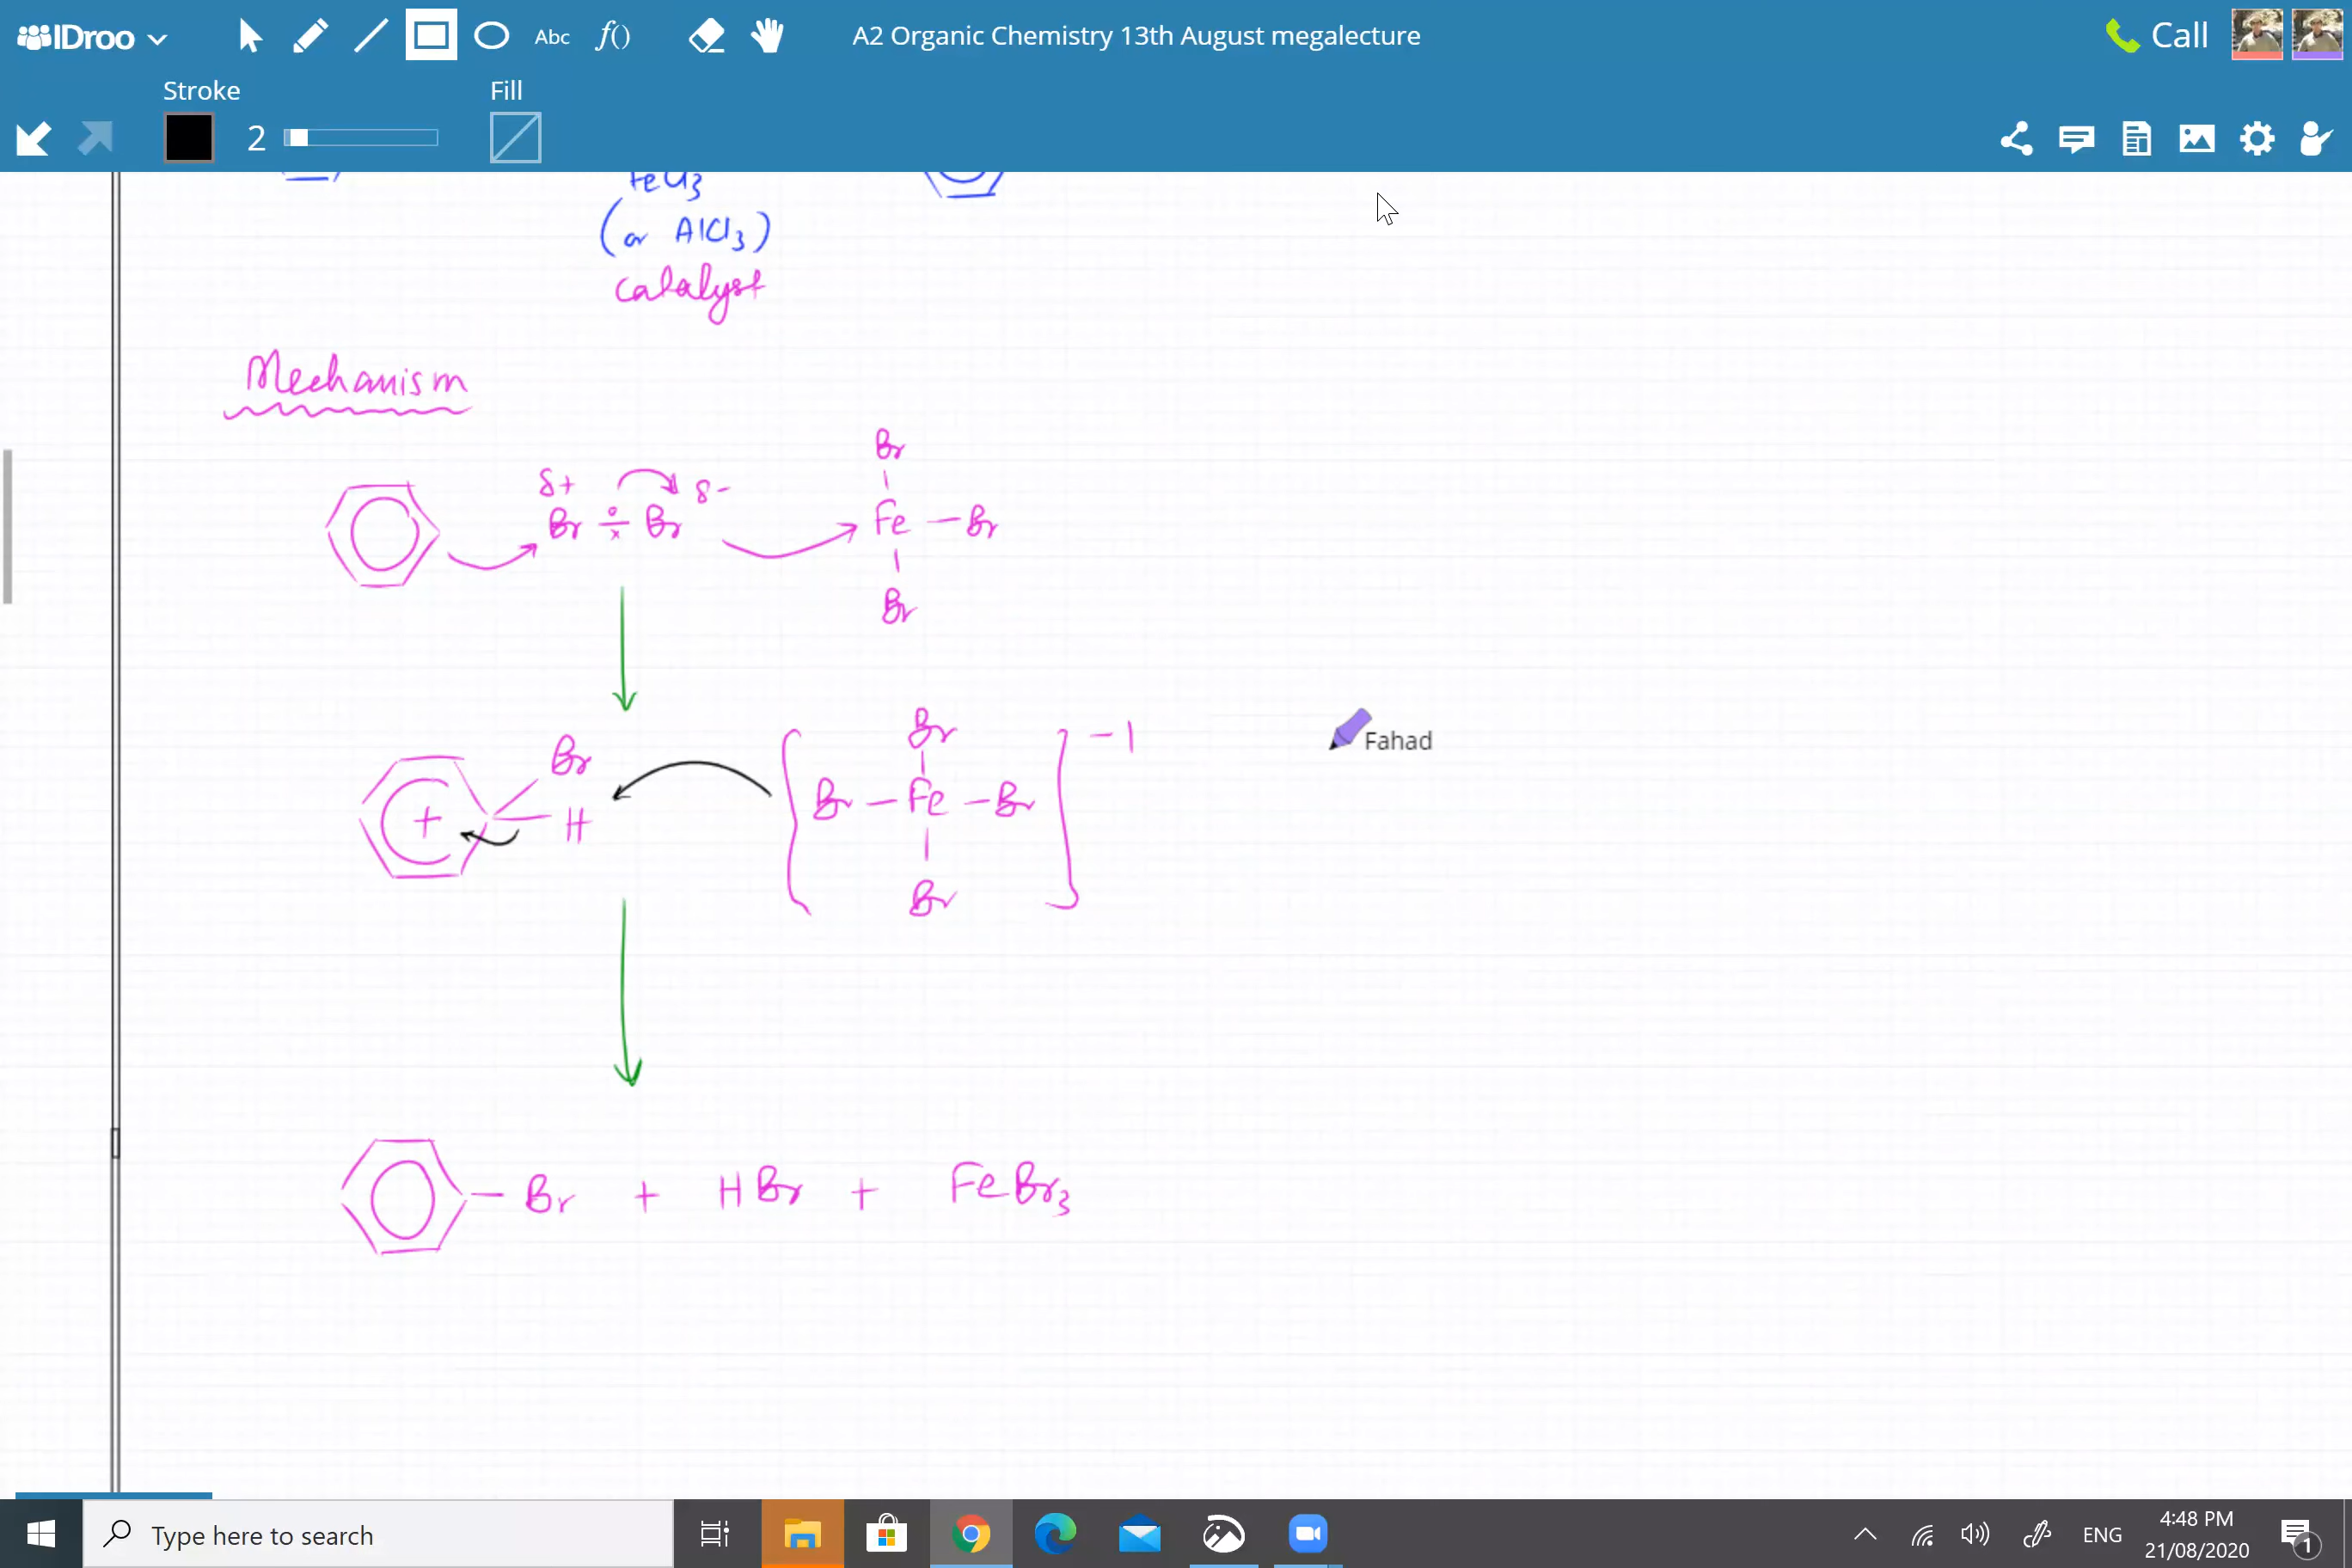 IDroo
Abc
f()
A2 Organic Chemistry 13th August megalecture
Call
Stroke
Fill
2
FeCl3
(or AlCl3)
catalyst
Mechanism
Br
δ+ δ-
Br Br Fe - Br
Br
Br
Br -1
Br - Fe - Br
+ H
Br
Fahad
- Br + HBr + FeBr3
Type here to search
ENG
4:48 PM
21/08/2020
1